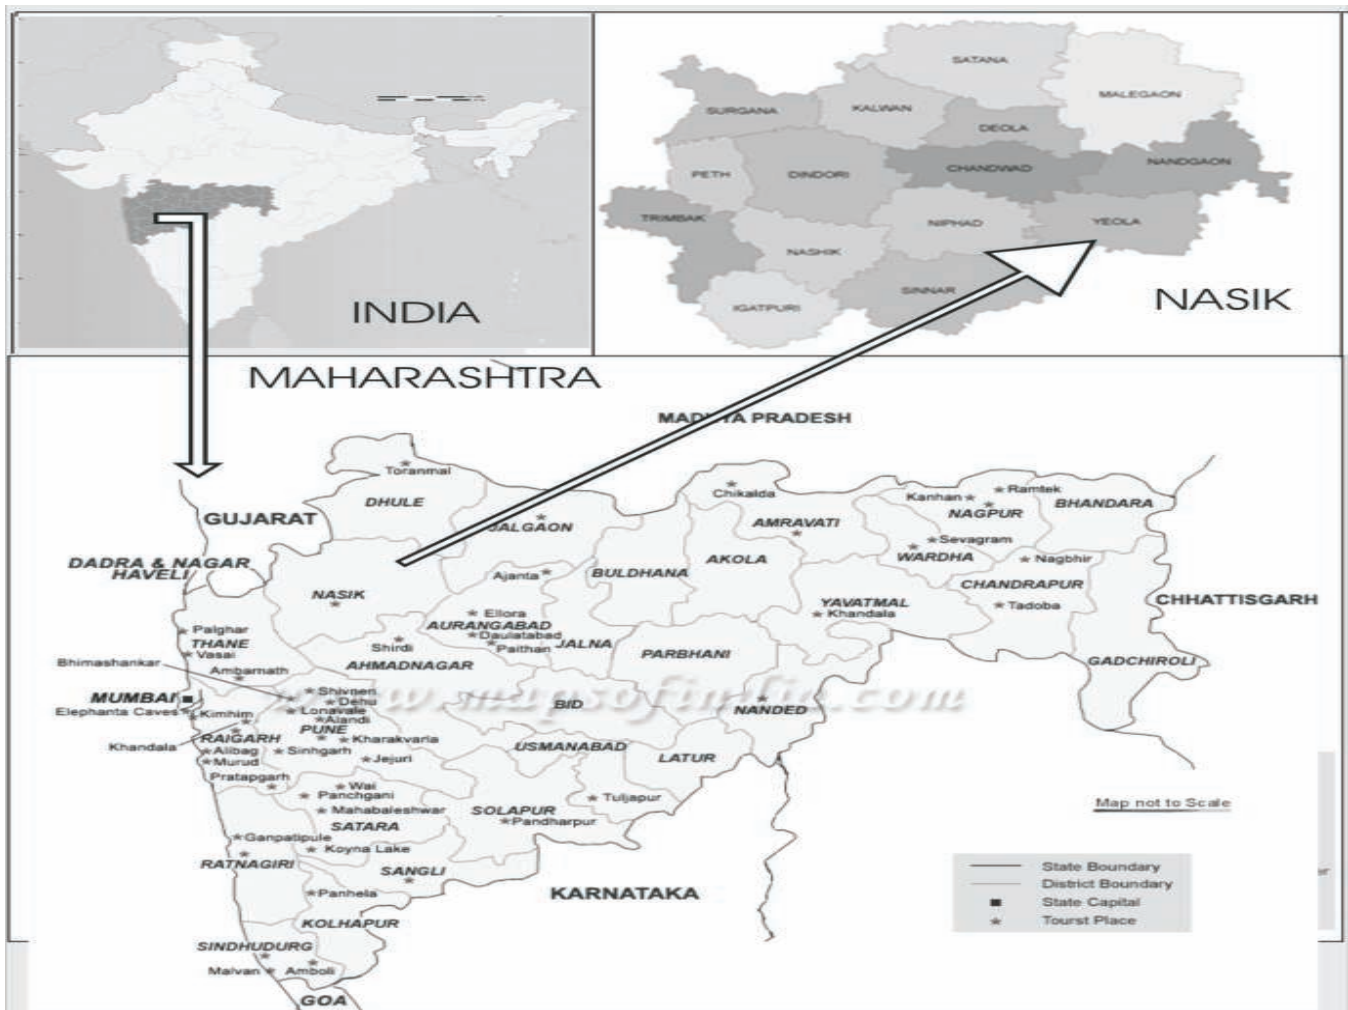 INDIA
SATANA
MALEGAON
SURGANA
KALWAN
DEOLA
CHANDWAD
NANDGAON
PETH
DINDORI
TRIMBAK
NIPHAD
YEOLA
NASHIK
SINNAR
IGATPURI
NASIK
MAHARASHTRA
MADHYA PRADESH
Toranmal
DHULE
Chikalda
Kanhan
Ramtek
BHANDARA
NAGPUR
GUJARAT
JALGAON
AMRAVATI
Sevagram
WARDHA
Nagbhir
DADRA & NAGAR
HAVELI
AKOLA
BULDHANA
Ajanta
CHANDRAPUR
NASIK
YAVATMAL
CHHATTISGARH
Tadoba
Khandala
Ellora
AURANGABAD
Daulatabad
Paithan
JALNA
Palghar
THANE
Vasai
Shirdi
PARBHANI
GADCHIROLI
Bhimashankar
AHMADNAGAR
Ambarnath
www.mapsofindia.com
MUMBAI
Shivneri
Dehu
Elephanta Caves
Kimhim
Lonavale
Alandi
BID
NANDED
PUNE
RAIGARH
Kharakvarla
Khandala
Alibag
Sinhgarh
USMANABAD
LATUR
Murud
Jejuri
Pratapgarh
Wai
Panchgani
Tuljapur
Mahabaleshwar
SOLAPUR
Pandharpur
Map not to Scale
SATARA
Ganpatipule
Koyna Lake
RATNAGIRI
SANGLI
KARNATAKA
Panhela
State Boundary
District Boundary
State Capital
Tourst Place
KOLHAPUR
SINDHUDURG
Malvan
Amboli
GOA